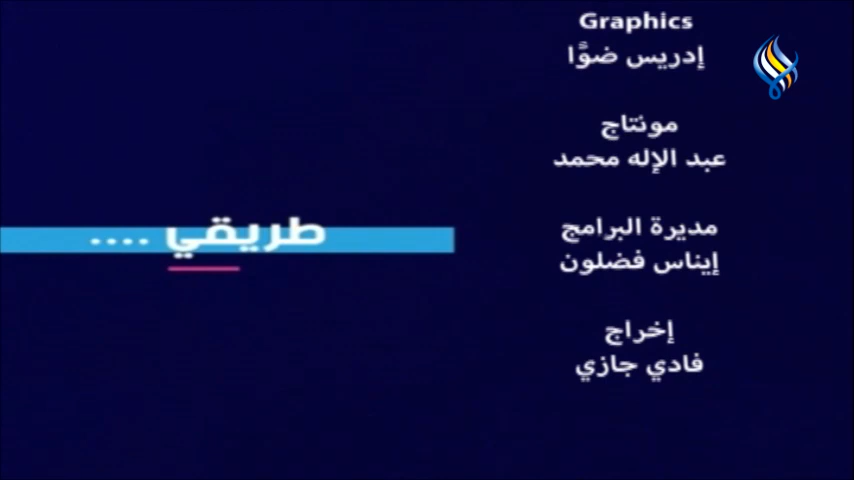 Graphics
إدريس ضوَّا
مونتاج
عبد الإله محمد
مديرة البرامج
إيناس فضلون
إخراج
فادي جازي
طريقي ....